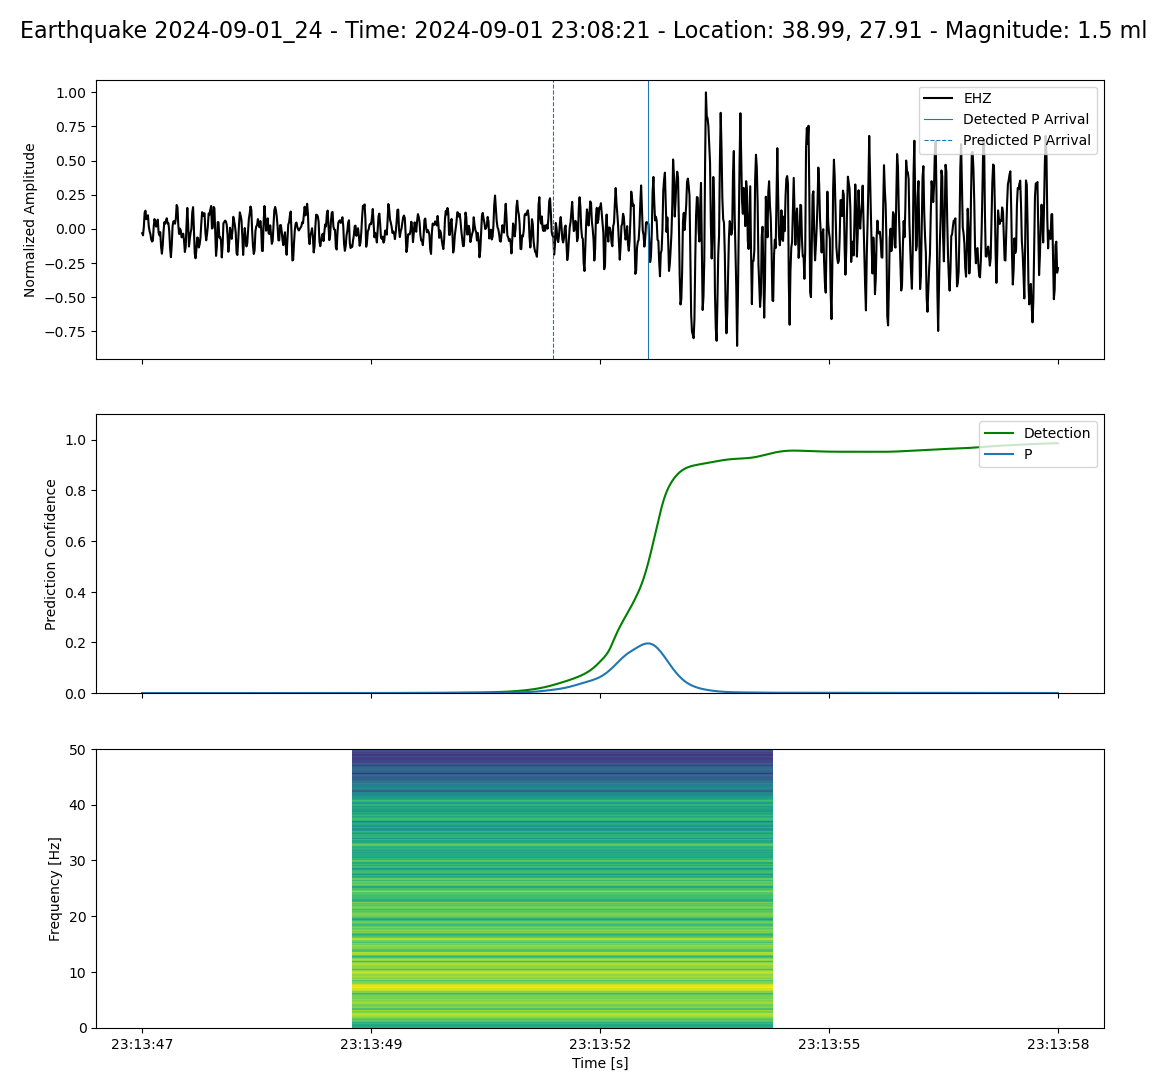 Earthquake 2024-09-01_24 - Time: 2024-09-01 23:08:21 - Location: 38.99, 27.91 - Magnitude: 1.5 ml
Normalized Amplitude
1.00
0.75
0.50
0.25
0.00
−0.25
−0.50
−0.75
EHZ
Detected P Arrival
Predicted P Arrival
Prediction Confidence
1.0
0.8
0.6
0.4
0.2
0.0
Detection
P
Frequency [Hz]
50
40
30
20
10
0
23:13:47 23:13:49 23:13:52 23:13:55 23:13:58
Time [s]